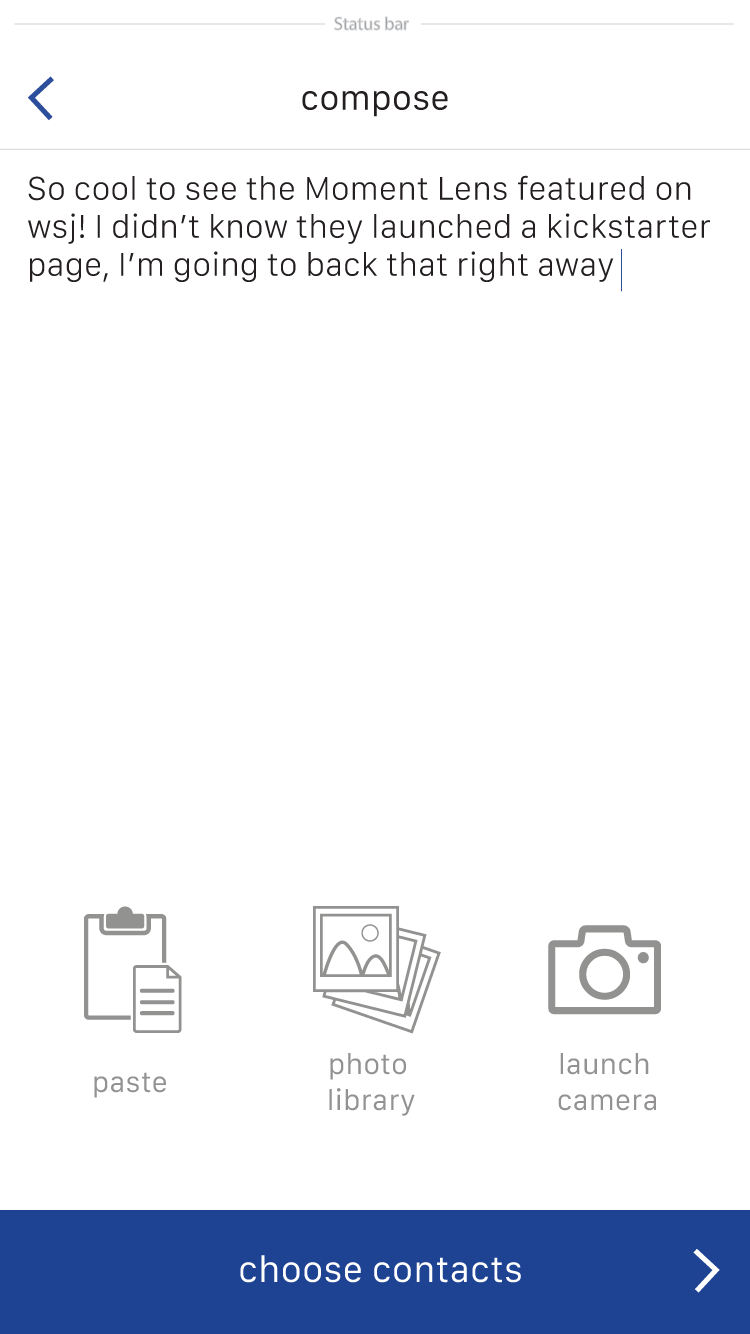 Status bar
compose
So cool to see the Moment Lens featured on
wsj! I didn’t know they launched a kickstarter
page, I’m going to back that right away
paste
photo
library
launch
camera
choose contacts